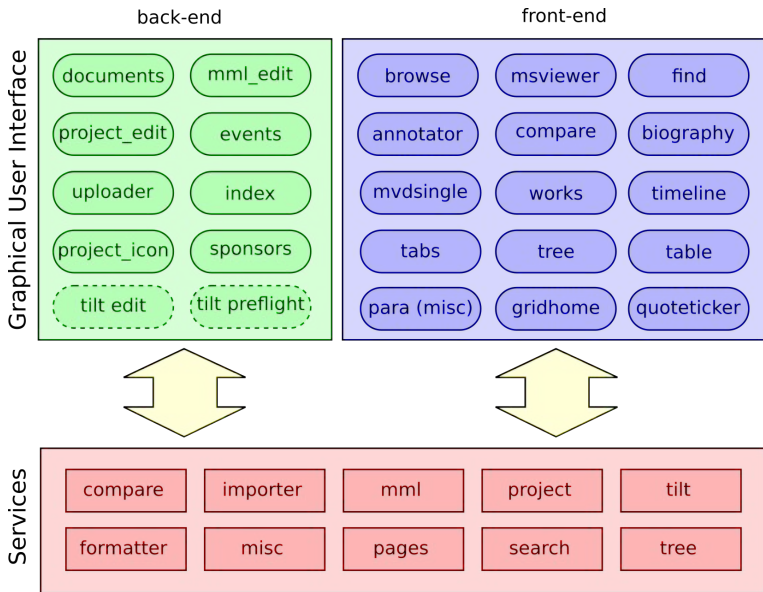 back-end
front-end
Graphical User Interface
documents
mml_edit
project_edit
events
uploader
index
project_icon
sponsors
tilt edit
tilt preflight
browse
msviewer
find
annotator
compare
biography
mvdsingle
works
timeline
tabs
tree
table
para (misc)
gridhome
quoteticker
Services
compare
importer
mml
project
tilt
formatter
misc
pages
search
tree